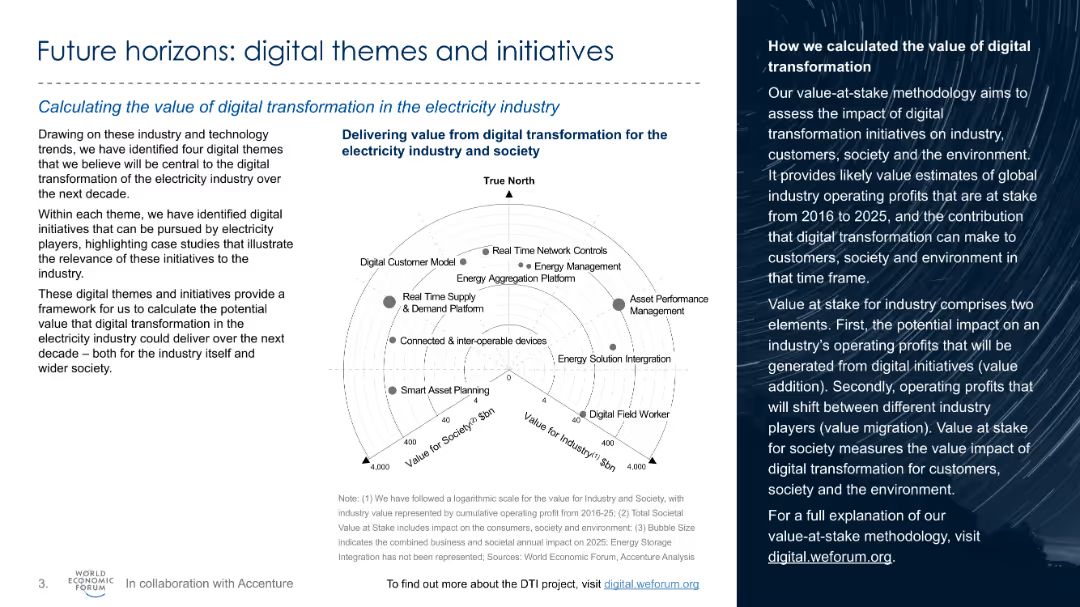 Future horizons: digital themes and initiatives
Calculating the value of digital transformation in the electricity industry
Drawing on these industry and technology
trends, we have identified four digital themes
that we believe will be central to the digital
transformation of the electricity industry over
the next decade.
Within each theme, we have identified digital
initiatives that can be pursued by electricity
players, highlighting case studies that illustrate
the relevance of these initiatives to the
industry.
These digital themes and initiatives provide a
framework for us to calculate the potential
value that digital transformation in the
electricity industry could deliver over the next
decade – both for the industry itself and
wider society.
Delivering value from digital transformation for the
electricity industry and society
True North
Real Time Network Controls
Digital Customer Model
Energy Management
Energy Aggregation Platform
Real Time Supply
& Demand Platform
Asset Performance
Management
Connected & inter-operable devices
Energy Solution Intergration
0
Smart Asset Planning
4
4
40
40
Digital Field Worker
400
400
4,000
4,000
Value for Society(2) $bn
Value for Industry(1) $bn
Note: (1) We have followed a logarithmic scale for the value for Industry and Society, with
industry value represented by cumulative operating profit from 2016-25; (2) Total Societal
Value at Stake includes impact on the consumers, society and environment; (3) Bubble Size
indicates the combined business and societal annual impact on 2025; Energy Storage
Integration has not been represented; Sources: World Economic Forum, Accenture Analysis
How we calculated the value of digital
transformation
Our value-at-stake methodology aims to
assess the impact of digital
transformation initiatives on industry,
customers, society and the environment.
It provides likely value estimates of global
industry operating profits that are at stake
from 2016 to 2025, and the contribution
that digital transformation can make to
customers, society and environment in
that time frame.
Value at stake for industry comprises two
elements. First, the potential impact on an
industry's operating profits that will be
generated from digital initiatives (value
addition). Secondly, operating profits that
will shift between different industry
players (value migration). Value at stake
for society measures the value impact of
digital transformation for customers,
society and the environment.
For a full explanation of our
value-at-stake methodology, visit
digital.weforum.org.
3.
WORLD
ECONOMIC
FORUM
In collaboration with Accenture
To find out more about the DTI project, visit digital.weforum.org